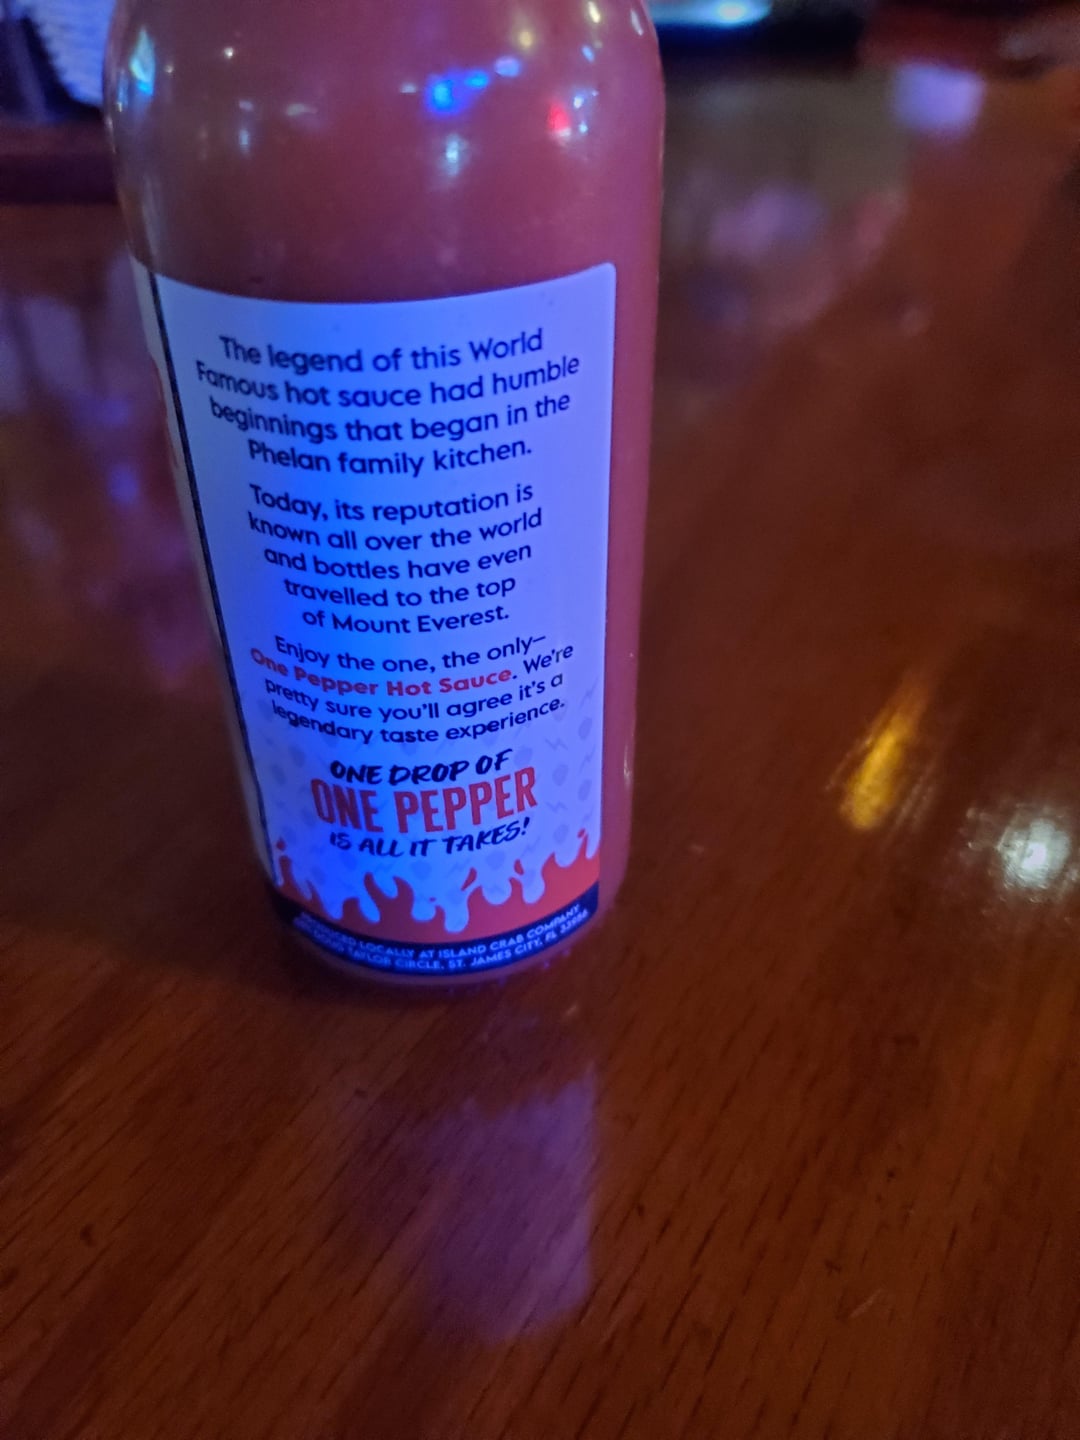 The legend of this World
Famous hot sauce had humble
beginnings that began in the
Phelan family kitchen.
Today, its reputation is
known all over the world
and bottles have even
travelled to the top
of Mount Everest.
Enjoy the one, the only–
One Pepper Hot Sauce. We're
pretty sure you'll agree it's a
legendary taste experience.
ONE DROP OF
ONE PEPPER
IS ALL IT TAKES!
PRODUCED LOCALLY AT ISLAND CRAB COMPANY
TAYLOR CIRCLE, ST. JAMES CITY, FL